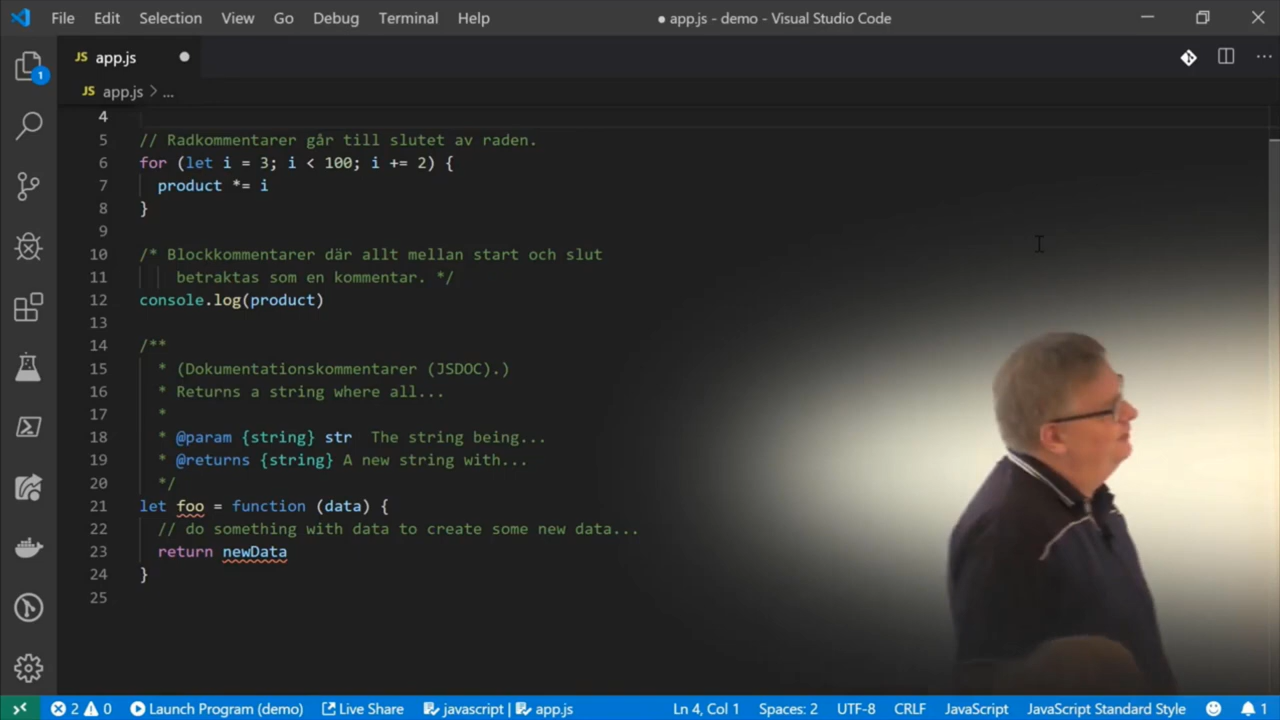 File Edit Selection View Go Debug Terminal Help ● app.js - demo - Visual Studio Code
JS app.js ●
JS app.js > ...
1
4
5 // Radkommentarer går till slutet av raden.
6 for (let i = 3; i < 100; i += 2) {
7 product *= i
8 }
9
10 /* Blockkommentarer där allt mellan start och slut
11 betraktas som en kommentar. */
12 console.log(product)
13
14 /**
15 * (Dokumentationskommentarer (JSDOC).)
16 * Returns a string where all...
17 *
18 * @param {string} str The string being...
19 * @returns {string} A new string with...
20 */
21 let foo = function (data) {
22 // do something with data to create some new data...
23 return newData
24 }
25
2 0 Launch Program (demo) Live Share javascript | app.js Ln 4, Col 1 Spaces: 2 UTF-8 CRLF JavaScript JavaScript Standard Style 1